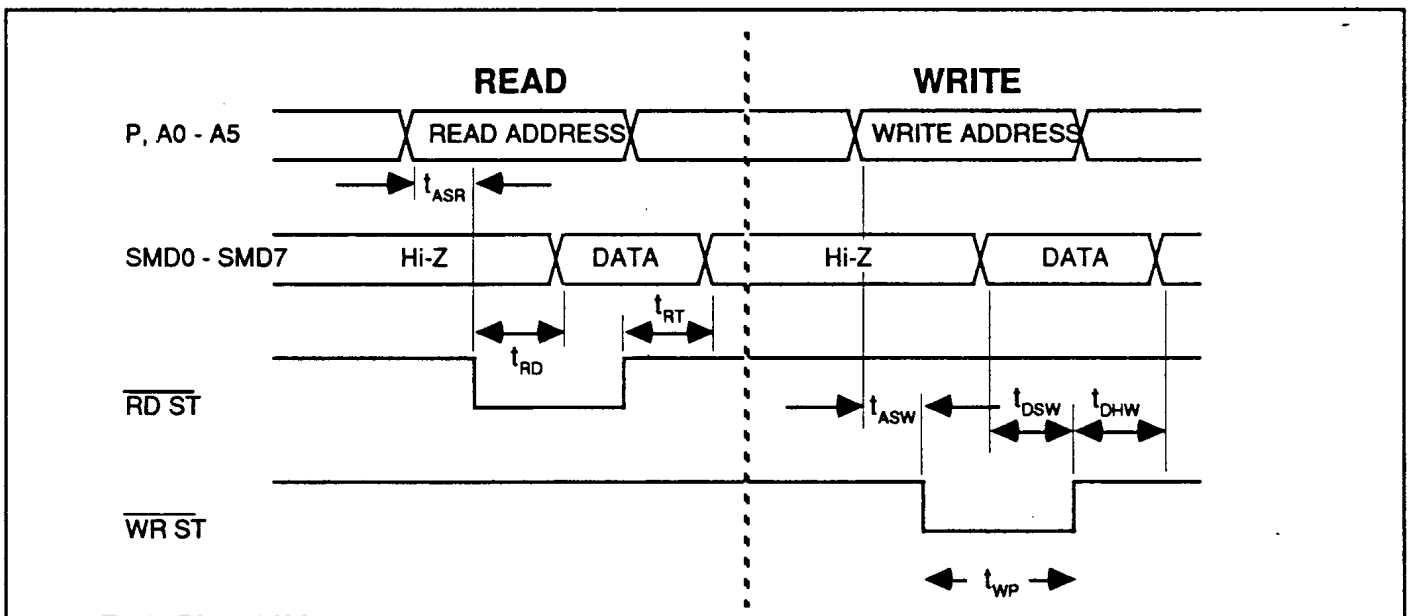 READ WRITE
P, A0 - A5 READ ADDRESS WRITE ADDRESS
tASR
SMD0 - SMD7 Hi-Z DATA Hi-Z DATA
tRT
tRD
RD ST
tASW tDSW tDHW
WR ST
tWP